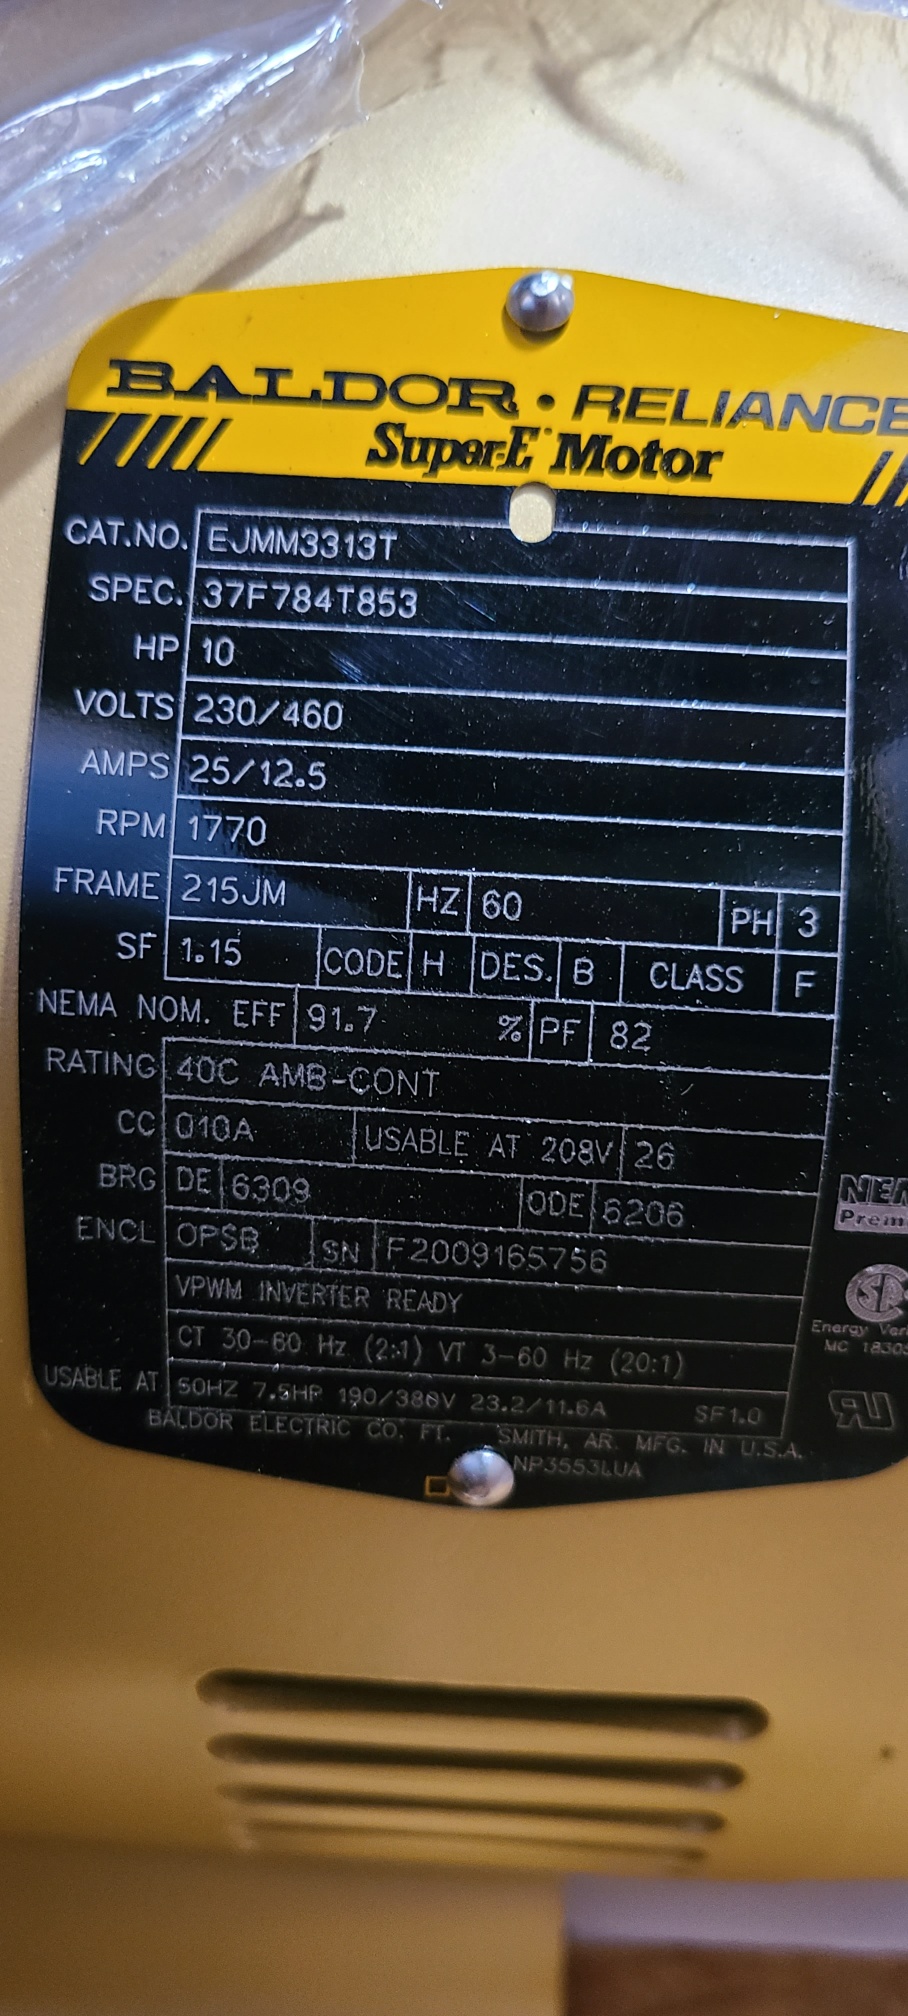 BALDOR • RELIANCE
Super-E Motor
CAT.NO. EJMM3313T
SPEC. 37F784T853
HP 10
VOLTS 230/460
AMPS 25/12.5
RPM 1770
FRAME 215JM HZ 60 PH 3
SF 1.15 CODE H DES. B CLASS F
NEMA NOM. EFF 91.7 % PF 82
RATING 40C AMB-CONT
CC 010A USABLE AT 208V 26
BRG DE 6309 ODE 6206
ENCL OPSB SN F2009165756
VPWM INVERTER READY
CT 30-60 Hz (2:1) VT 3-60 Hz (20:1)
USABLE AT 50HZ 7.5HP 190/380V 23.2/11.6A SF1.0
BALDOR ELECTRIC CO. FT. SMITH, AR. MFG. IN U.S.A.
NP3553LUA
Energy
MC 1830